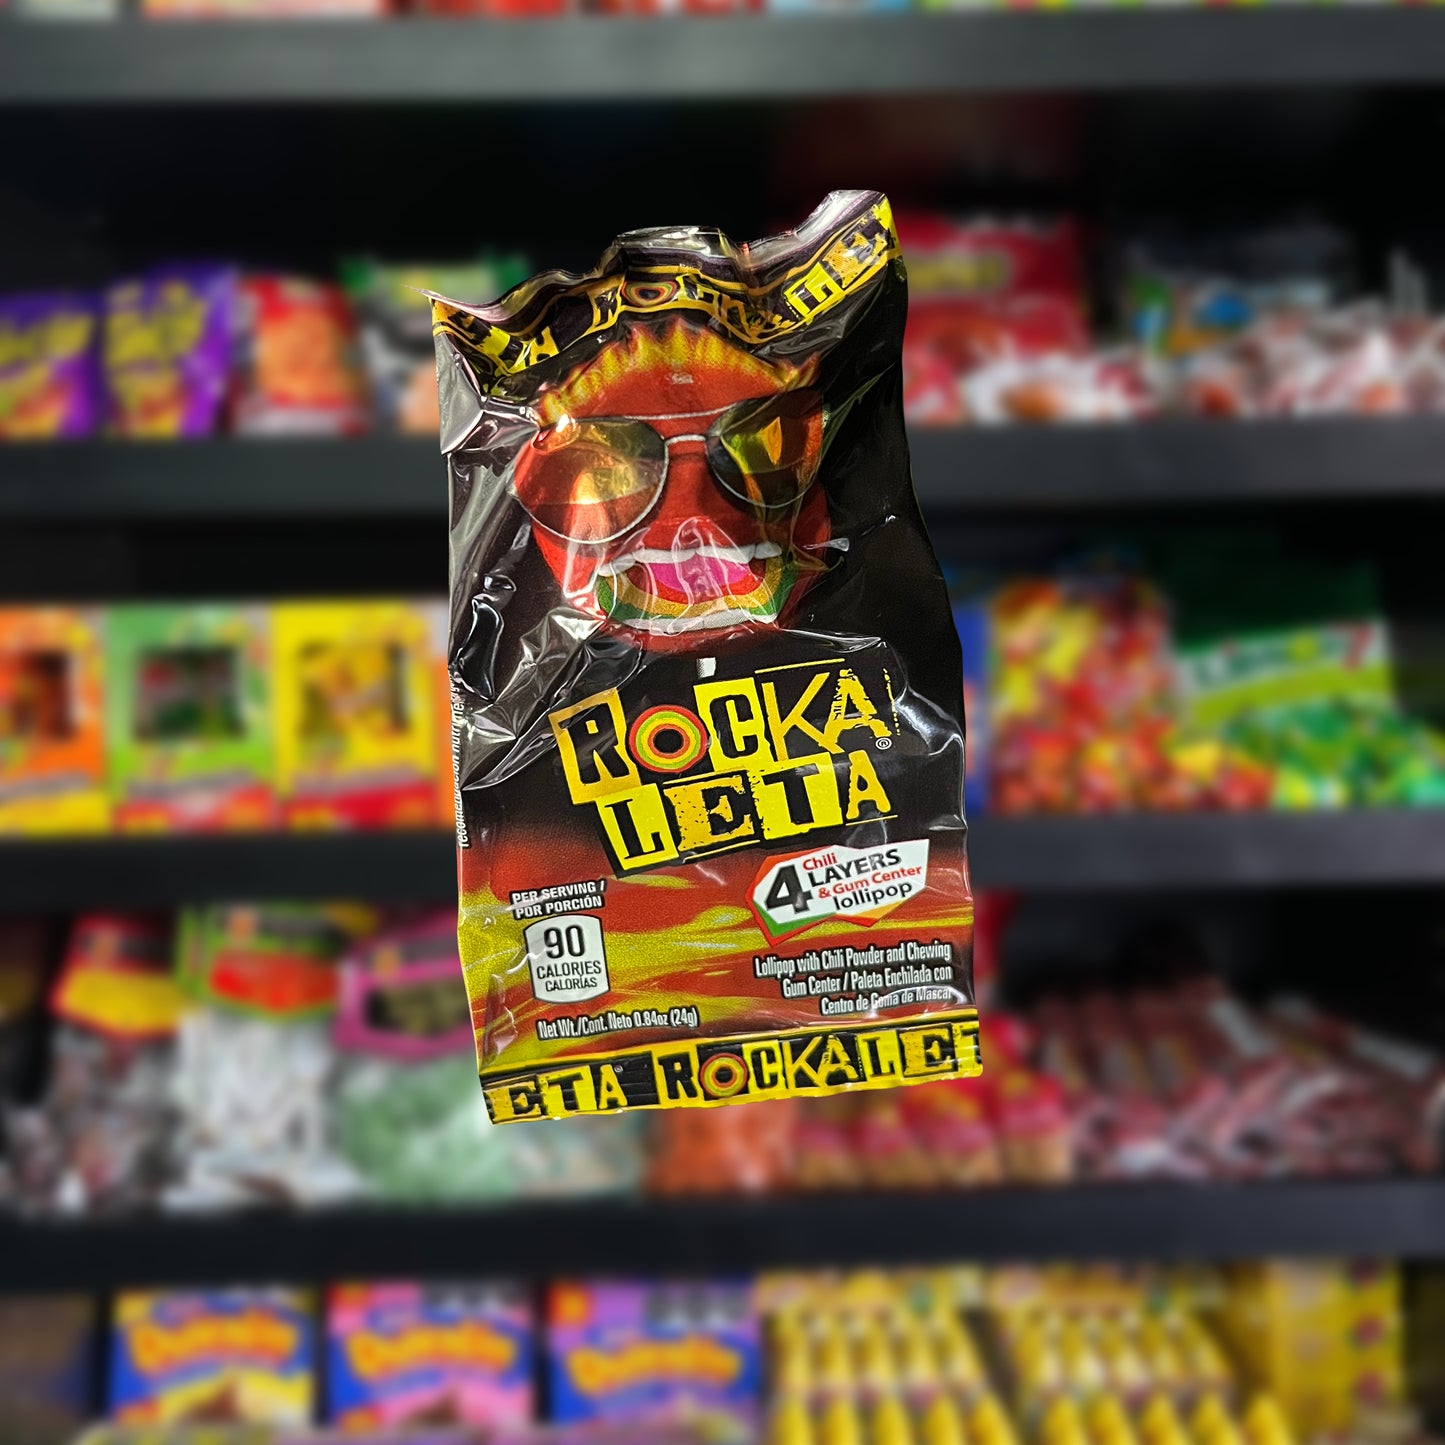 ROCKA
LETA®
4 Chili
LAYERS
& Gum Center
lollipop
PER SERVING /
POR PORCIÓN
90
CALORIES
CALORÍAS
Lollipop with Chili Powder and Chewing
Gum Center / Paleta Enchilada con
Centro de Goma de Mascar
Net Wt./Cont. Neto 0.84oz (24g)
ETA ROCKALET